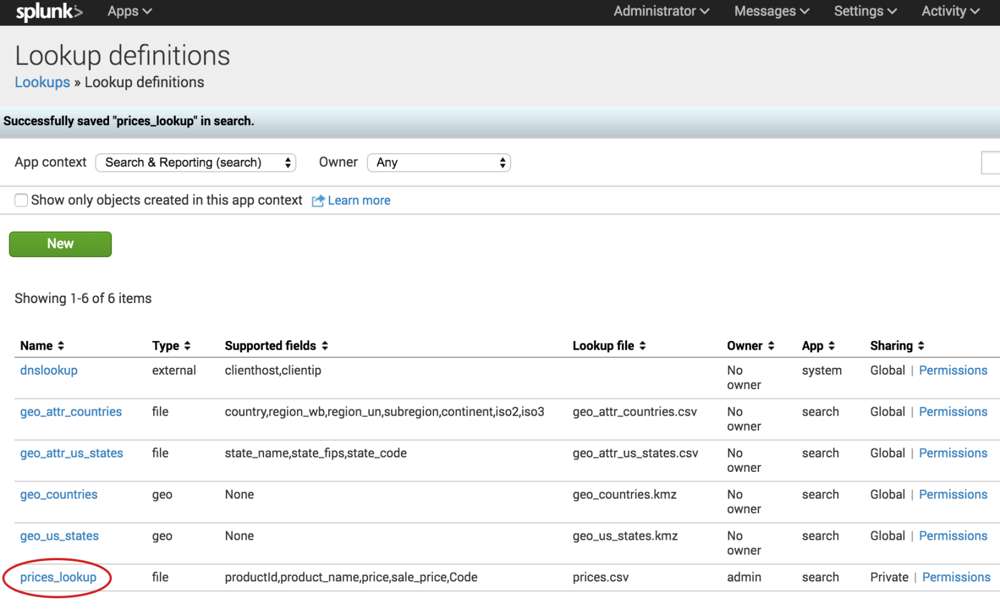 splunk> Apps Administrator Messages Settings Activity
Lookup definitions
Lookups » Lookup definitions
Successfully saved "prices_lookup" in search.
App context Search & Reporting (search) Owner Any
Show only objects created in this app context Learn more
New
Showing 1-6 of 6 items
Name Type Supported fields Lookup file Owner App Sharing
dnslookup external clienthost,clientip No owner system Global | Permissions
geo_attr_countries file country,region_wb,region_un,subregion,continent,iso2,iso3 geo_attr_countries.csv No owner search Global | Permissions
geo_attr_us_states file state_name,state_fips,state_code geo_attr_us_states.csv No owner search Global | Permissions
geo_countries geo None geo_countries.kmz No owner search Global | Permissions
geo_us_states geo None geo_us_states.kmz No owner search Global | Permissions
prices_lookup file productId,product_name,price,sale_price,Code prices.csv admin search Private | Permissions